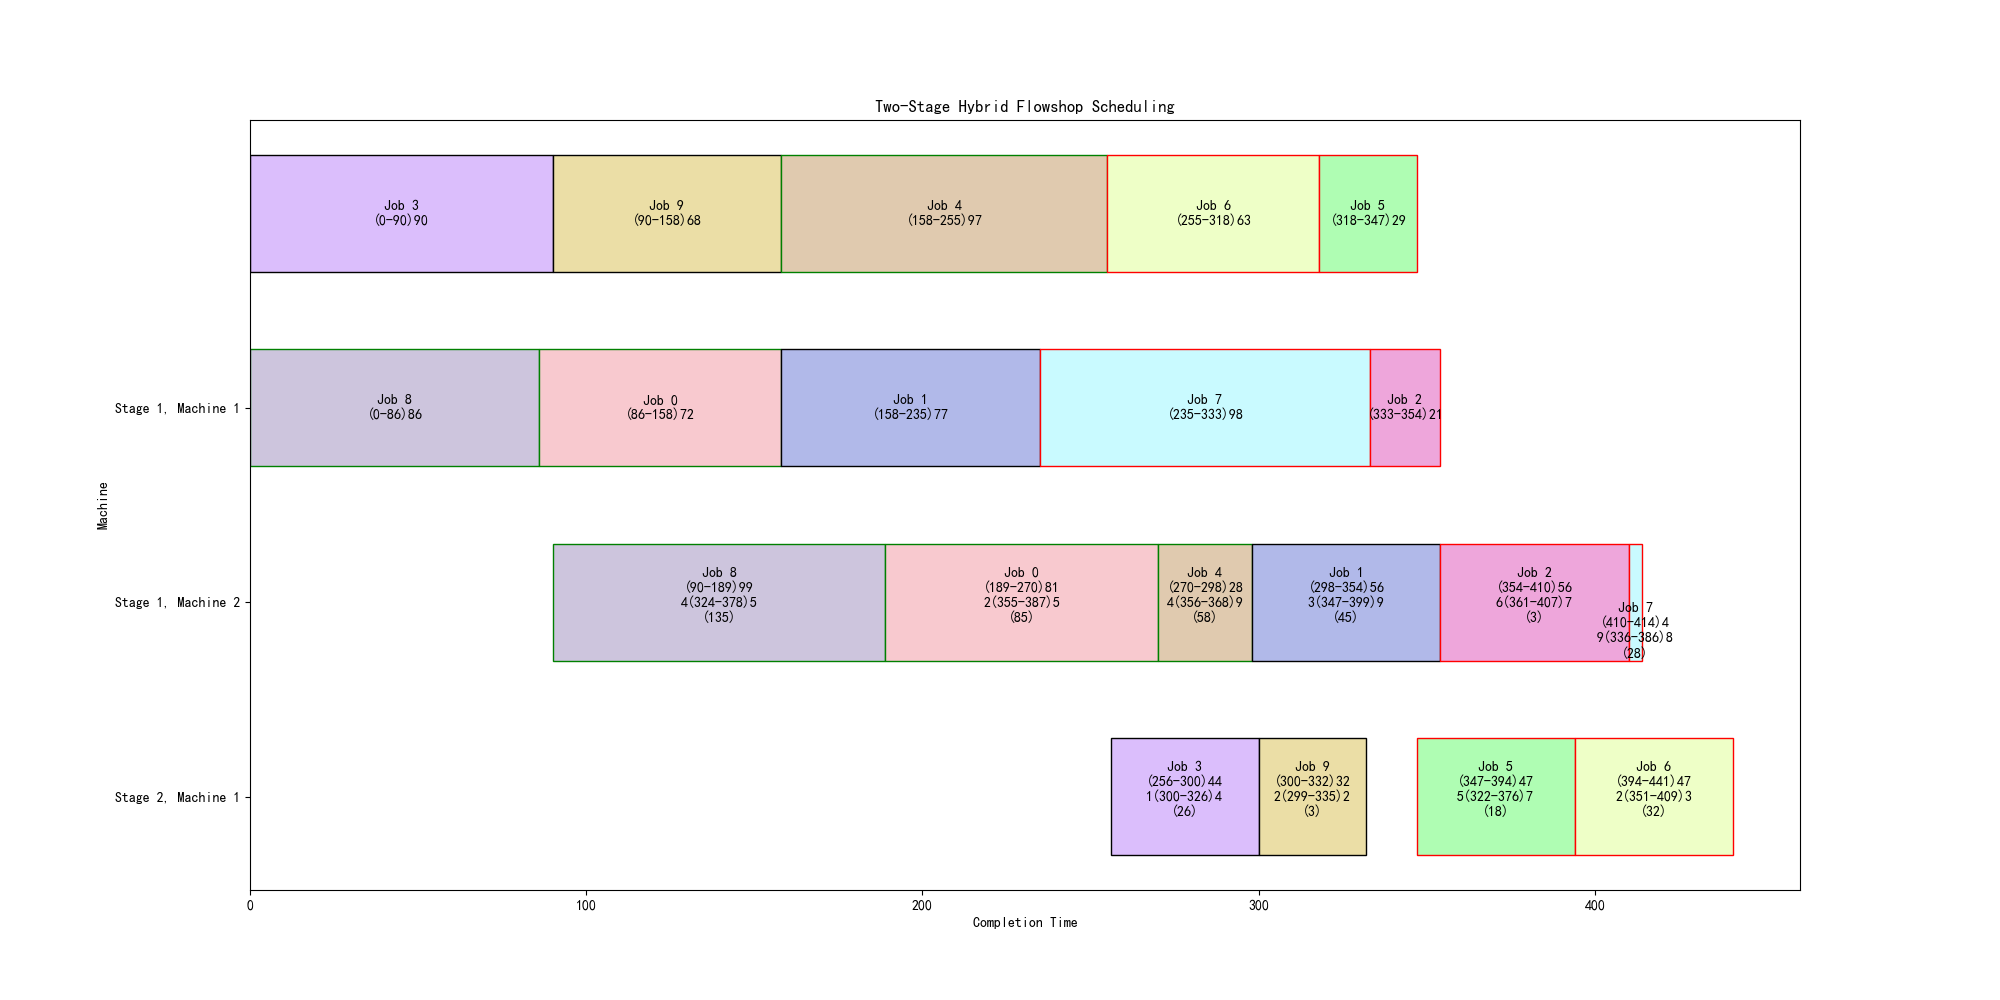 Two-Stage Hybrid Flowshop Scheduling
Job 3
(0-90)90
Job 9
(90-158)68
Job 4
(158-255)97
Job 6
(255-318)63
Job 5
(318-347)29
Stage 1, Machine 1
Job 8
(0-86)86
Job 0
(86-158)72
Job 1
(158-235)77
Job 7
(235-333)98
Job 2
(333-354)21
Machine
Stage 1, Machine 2
Job 8
(90-189)99
4(324-378)5
(135)
Job 0
(189-270)81
2(355-387)5
(85)
Job 4
(270-298)28
4(356-368)9
(58)
Job 1
(298-354)56
3(347-399)9
(45)
Job 2
(354-410)56
6(361-407)7
(3)
Job 7
(410-414)4
9(336-386)8
(28)
Stage 2, Machine 1
Job 3
(256-300)44
1(300-326)4
(26)
Job 9
(300-332)32
2(299-335)2
(3)
Job 5
(347-394)47
5(322-376)7
(18)
Job 6
(394-441)47
2(351-409)3
(32)
0
100
200
300
400
Completion Time